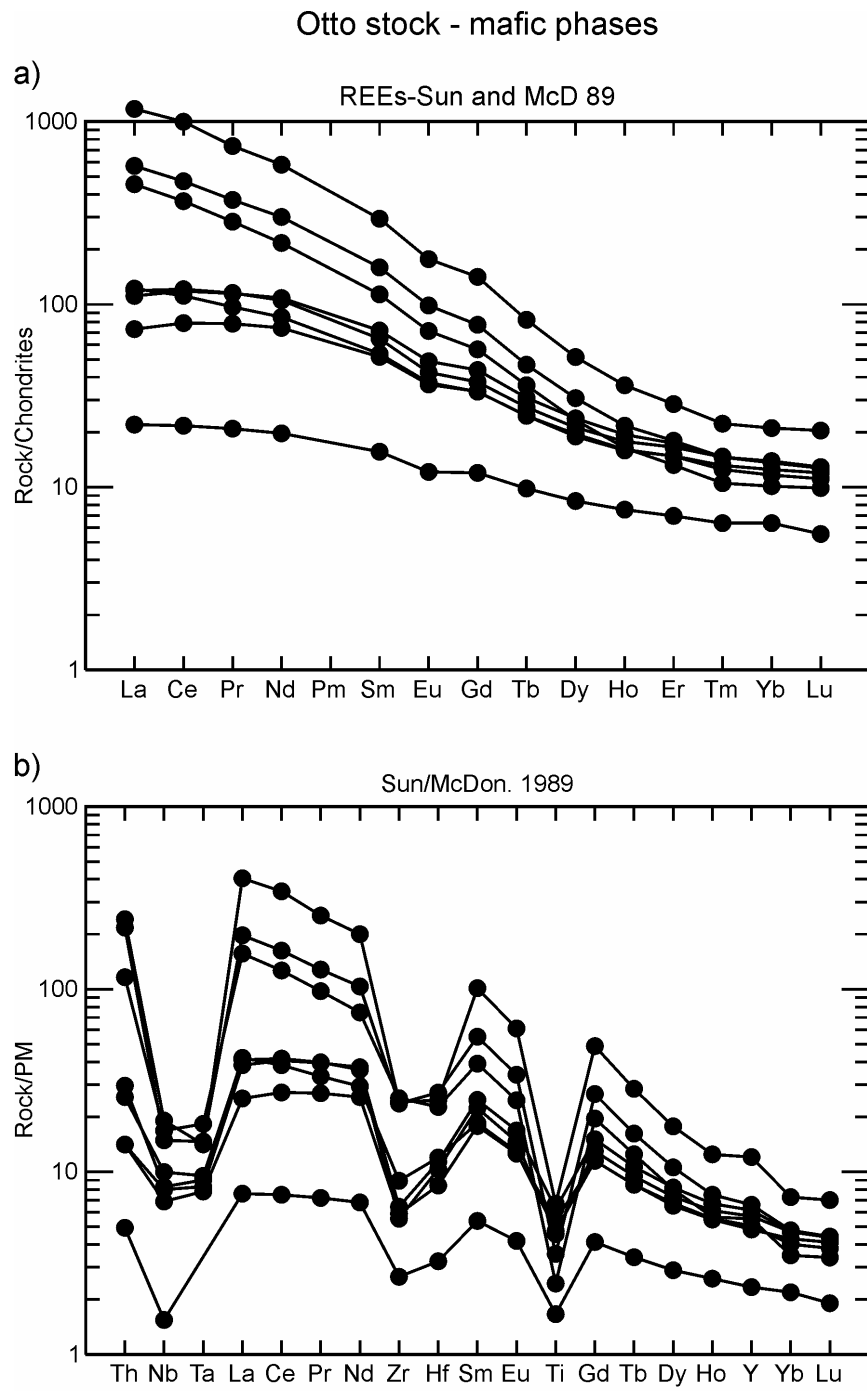 Otto stock - mafic phases
a)
REEs-Sun and McD 89
1000
100
10
1
Rock/Chondrites
La Ce Pr Nd Pm Sm Eu Gd Tb Dy Ho Er Tm Yb Lu
b)
Sun/McDon. 1989
1000
100
10
1
Rock/PM
Th Nb Ta La Ce Pr Nd Zr Hf Sm Eu Ti Gd Tb Dy Ho Y Yb Lu